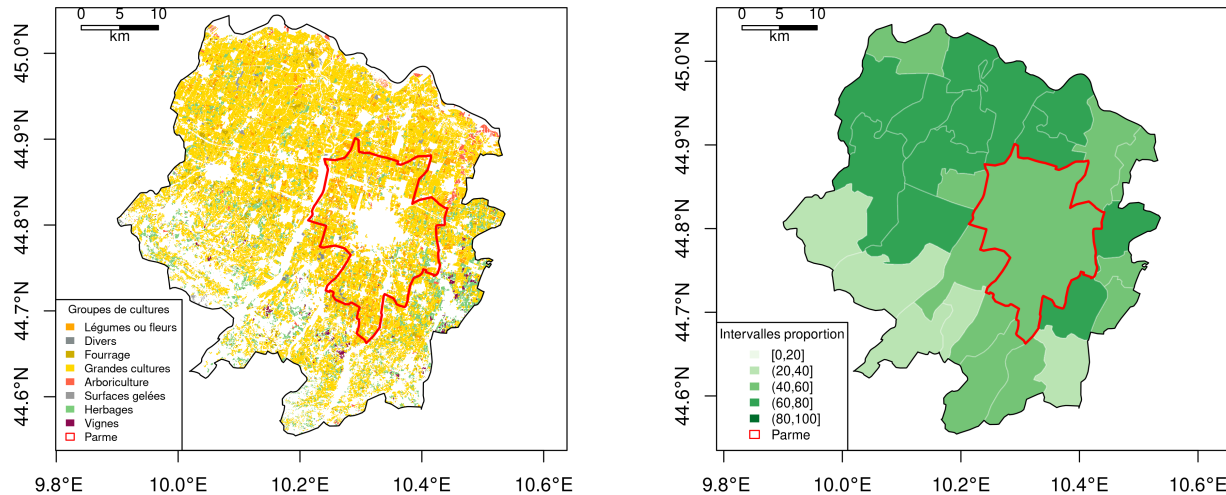 0 5 10
km
45.0°N
44.9°N
44.8°N
44.7°N
44.6°N
Groupes de cultures
Légumes ou fleurs
Divers
Fourrage
Grandes cultures
Arboriculture
Surfaces gelées
Herbages
Vignes
Parme
9.8°E 10.0°E 10.2°E 10.4°E 10.6°E
0 5 10
km
45.0°N
44.9°N
44.8°N
44.7°N
44.6°N
Intervalles proportion
[0,20]
(20,40]
(40,60]
(60,80]
(80,100]
Parme
9.8°E 10.0°E 10.2°E 10.4°E 10.6°E